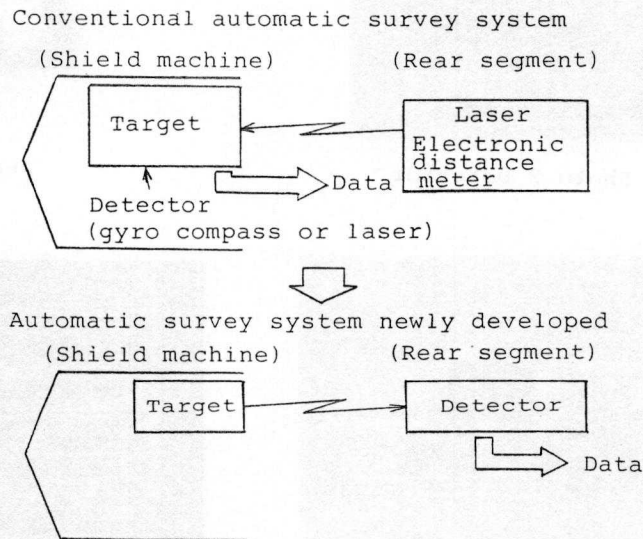 Conventional automatic survey system
(Shield machine)
(Rear segment)
Target
Laser
Electronic
distance
meter
Data
Detector
(gyro compass or laser)
Automatic survey system newly developed
(Shield machine)
(Rear segment)
Target
Detector
Data